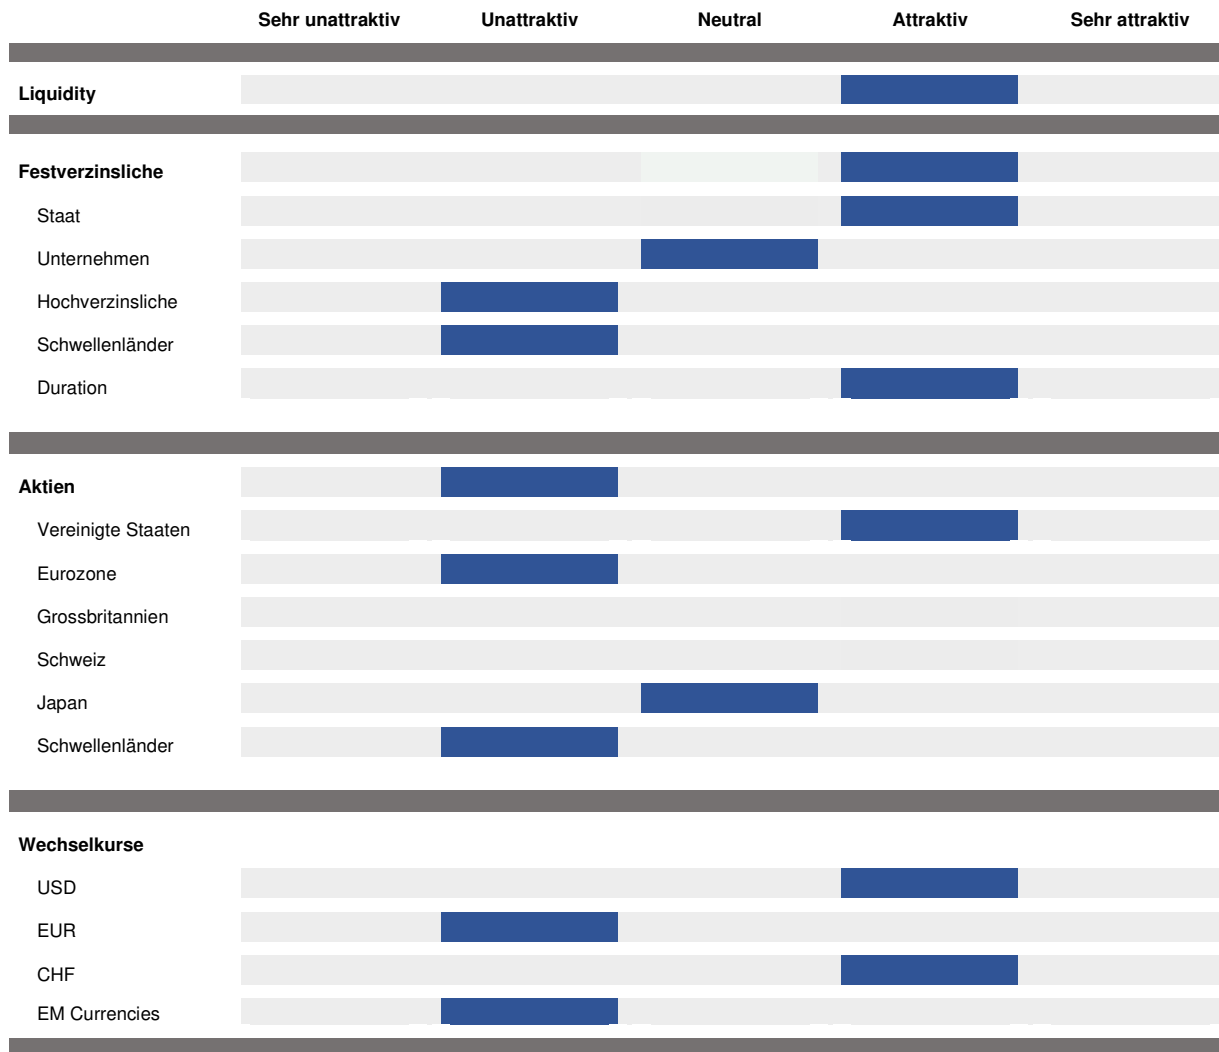 Sehr unattraktiv Unattraktiv Neutral Attraktiv Sehr attraktiv
Liquidity
Festverzinsliche
Staat
Unternehmen
Hochverzinsliche
Schwellenländer
Duration
Aktien
Vereinigte Staaten
Eurozone
Grossbritannien
Schweiz
Japan
Schwellenländer
Wechselkurse
USD
EUR
CHF
EM Currencies